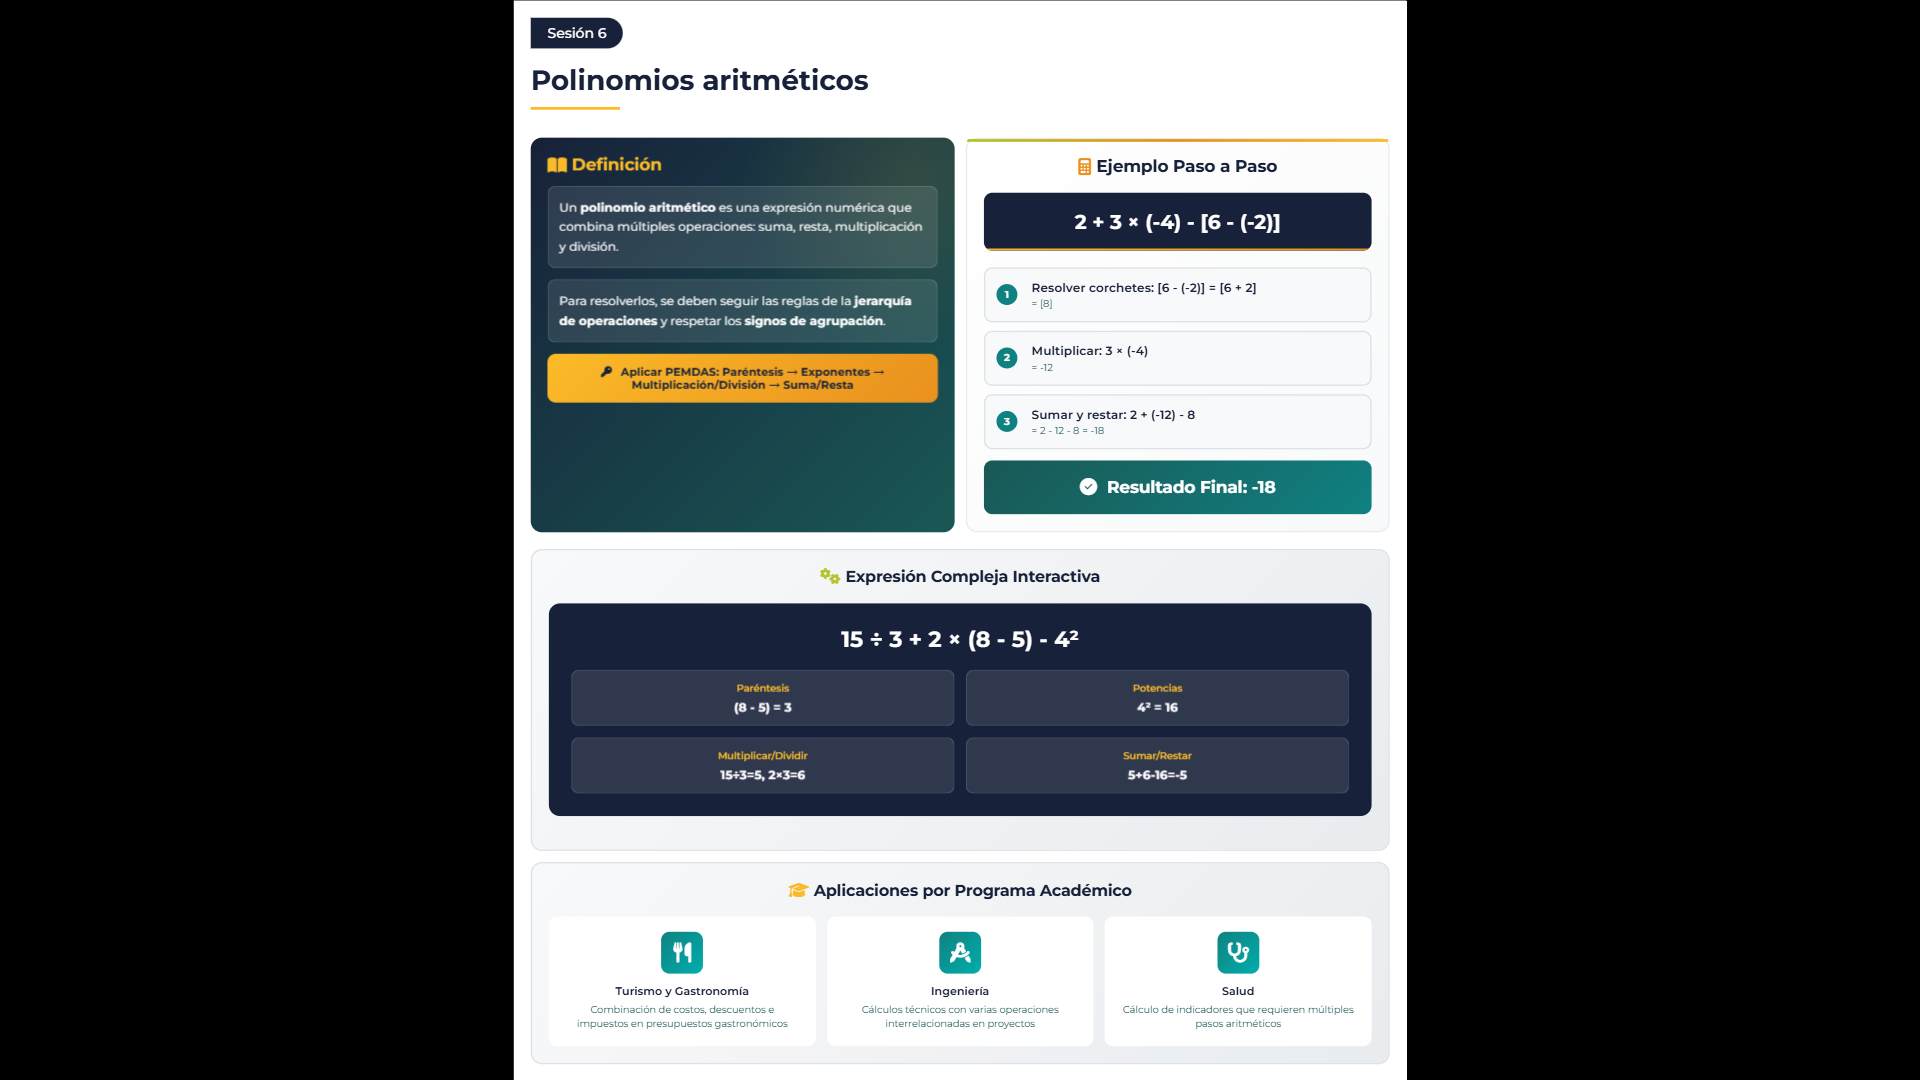 Sesión 6
Polinomios aritméticos
Definición
Un polinomio aritmético es una expresión numérica que
combina múltiples operaciones: suma, resta, multiplicación
y división.
Para resolverlos, se deben seguir las reglas de la jerarquía
de operaciones y respetar los signos de agrupación.
Aplicar PEMDAS: Paréntesis → Exponentes →
Multiplicación/División → Suma/Resta
Ejemplo Paso a Paso
2 + 3 × (-4) - [6 - (-2)]
1
Resolver corchetes: [6 - (-2)] = [6 + 2]
= [8]
2
Multiplicar: 3 × (-4)
= -12
3
Sumar y restar: 2 + (-12) - 8
= 2 - 12 - 8 = -18
Resultado Final: -18
Expresión Compleja Interactiva
15 ÷ 3 + 2 × (8 - 5) - 4²
Paréntesis
(8 - 5) = 3
Potencias
4² = 16
Multiplicar/Dividir
15÷3=5, 2×3=6
Sumar/Restar
5+6-16=-5
Aplicaciones por Programa Académico
Turismo y Gastronomía
Combinación de costos, descuentos e
impuestos en presupuestos gastronómicos
Ingeniería
Cálculos técnicos con varias operaciones
interrelacionadas en proyectos
Salud
Cálculo de indicadores que requieren múltiples
pasos aritméticos